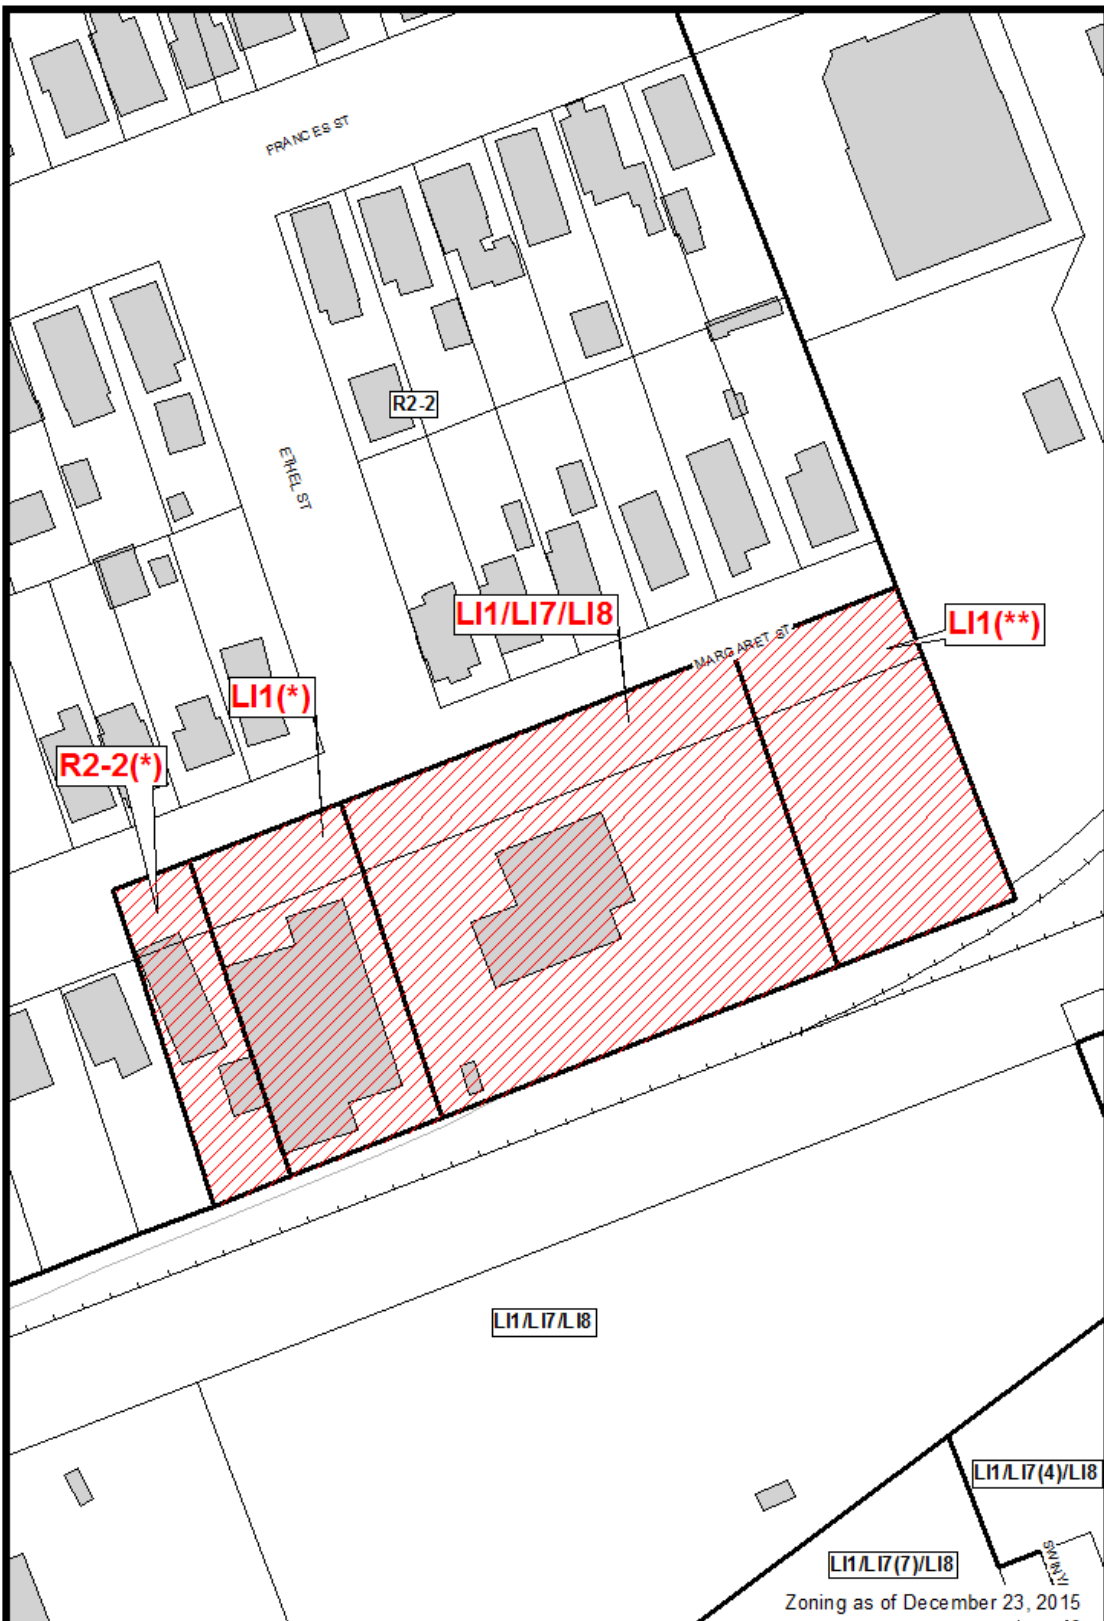 FRANCES ST
R2-2
ETHEL ST
LI1/LI7/LI8
LI1(**)
MARGARET ST
LI1(*)
R2-2(*)
LI1/LI7/LI8
LI1/LI7(4)/LI8
LI1/LI7(7)/LI8
Zoning as of December 23, 2015